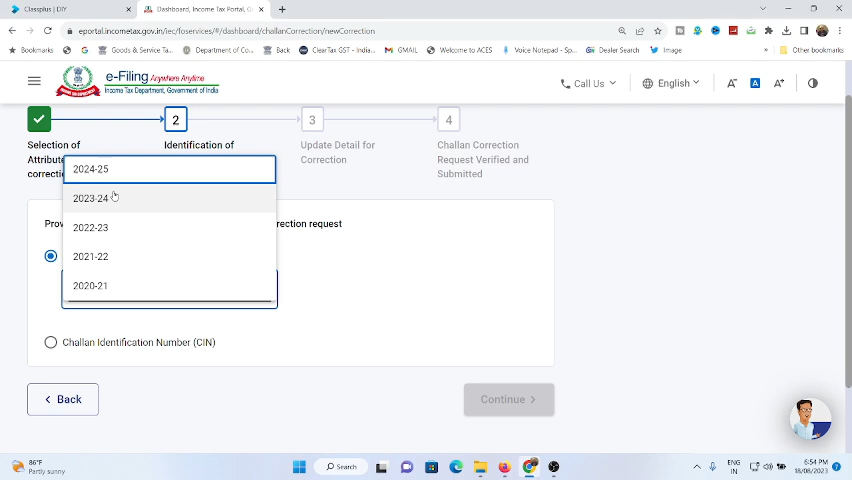 Classplus | DIY
Dashboard, Income Tax Portal, G
eportal.incometax.gov.in/iec/foservices/#/dashboard/challanCorrection/newCorrection
Bookmarks
Goods & Service Ta...
Department of Co...
Back
ClearTax GST - India...
GMAIL
Welcome to ACES
Voice Notepad - Sp...
Dealer Search
Image
»
Other bookmarks
e-Filing Anywhere Anytime
Income Tax Department, Government of India
Call Us
English
A-
A
A+
2
3
4
Selection of
Attribute
correctio
Identification of
Update Detail for
Correction
Challan Correction
Request Verified and
Submitted
2024-25
2023-24
2022-23
2021-22
2020-21
Prov
rrection request
Challan Identification Number (CIN)
< Back
Continue >
86°F
Partly sunny
Search
ENG
IN
6:54 PM
18/08/2023